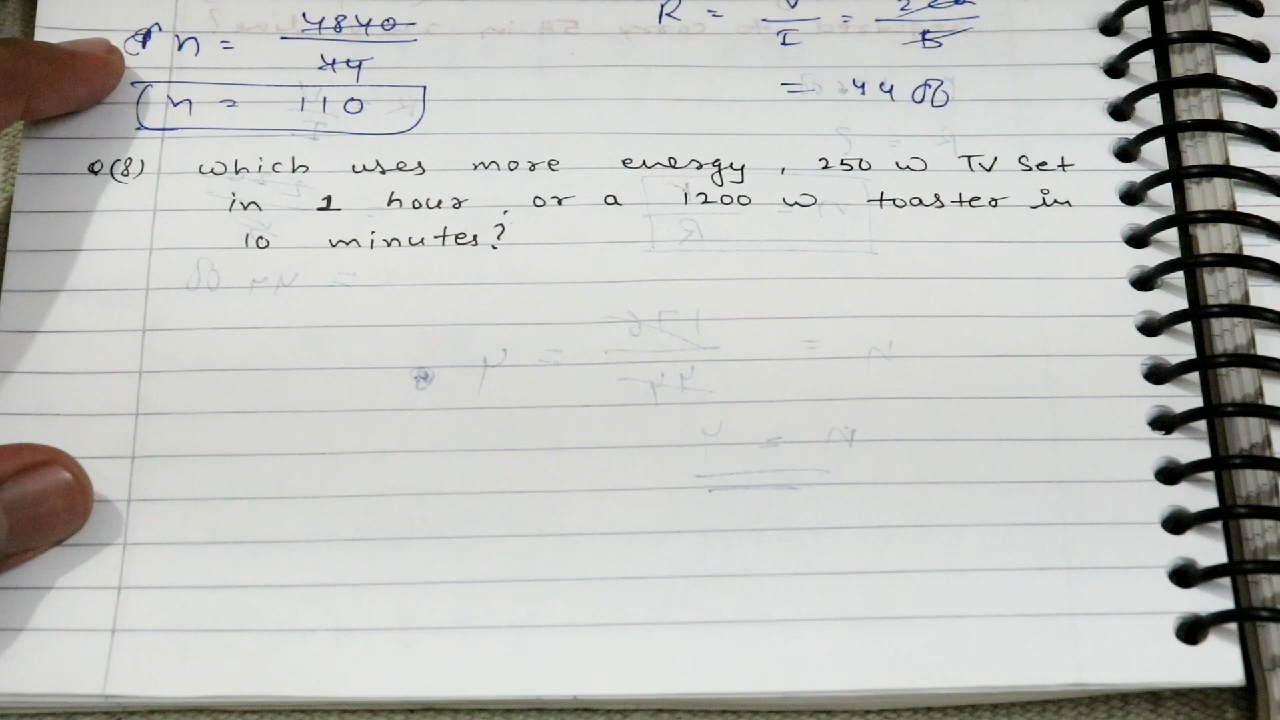 n = 4840 / 44
R = V / I = / 5
n = 110
= 44 Ω
Q(8) which uses more energy, 250 W TV Set
in 1 hour, or a 1200 W toaster in
10 minutes?